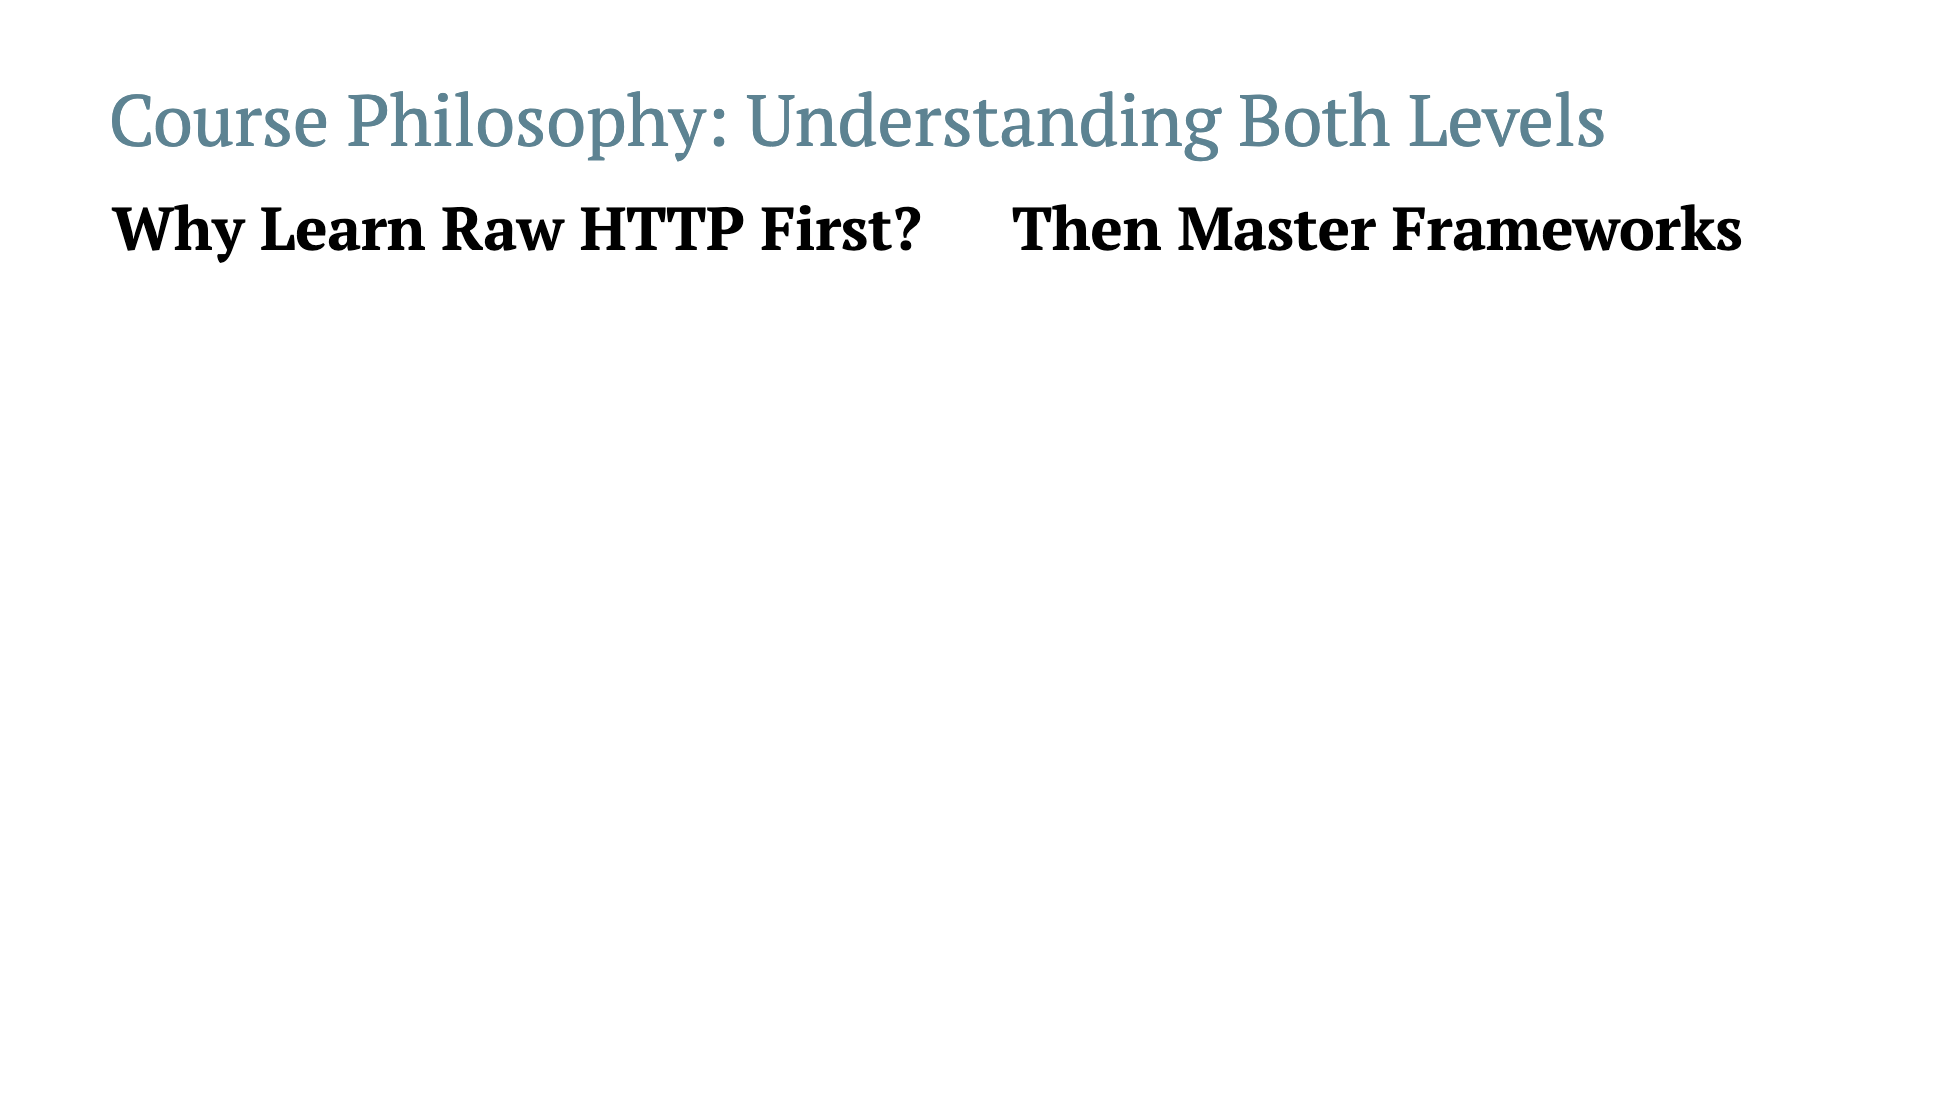 Course Philosophy: Understanding Both Levels
Why Learn Raw HTTP First?
Then Master Frameworks